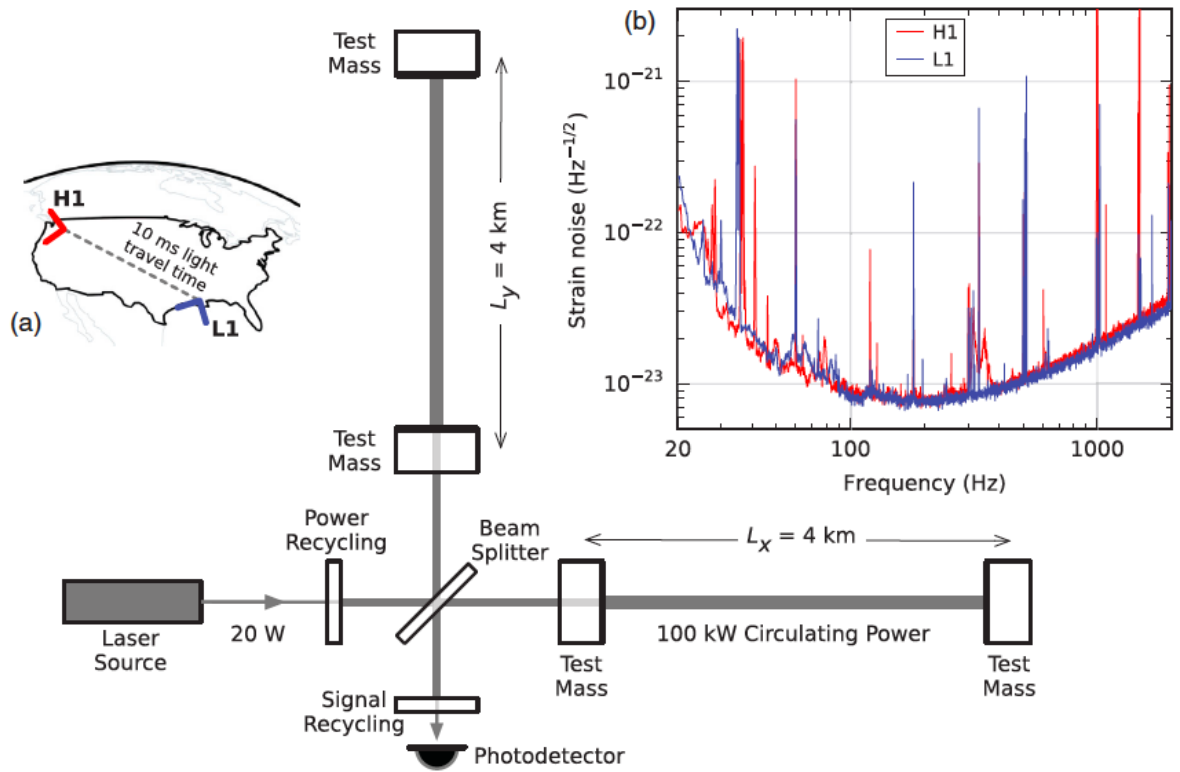 (a)
H1
10 ms light
travel time
L1
Test
Mass
Ly = 4 km
Test
Mass
Power
Recycling
Beam
Splitter
Laser
Source
20 W
Lx = 4 km
100 kW Circulating Power
Test
Mass
Test
Mass
Signal
Recycling
Photodetector
(b)
H1
L1
Strain noise (Hz⁻¹/²)
10⁻²¹
10⁻²²
10⁻²³
20
100
1000
Frequency (Hz)